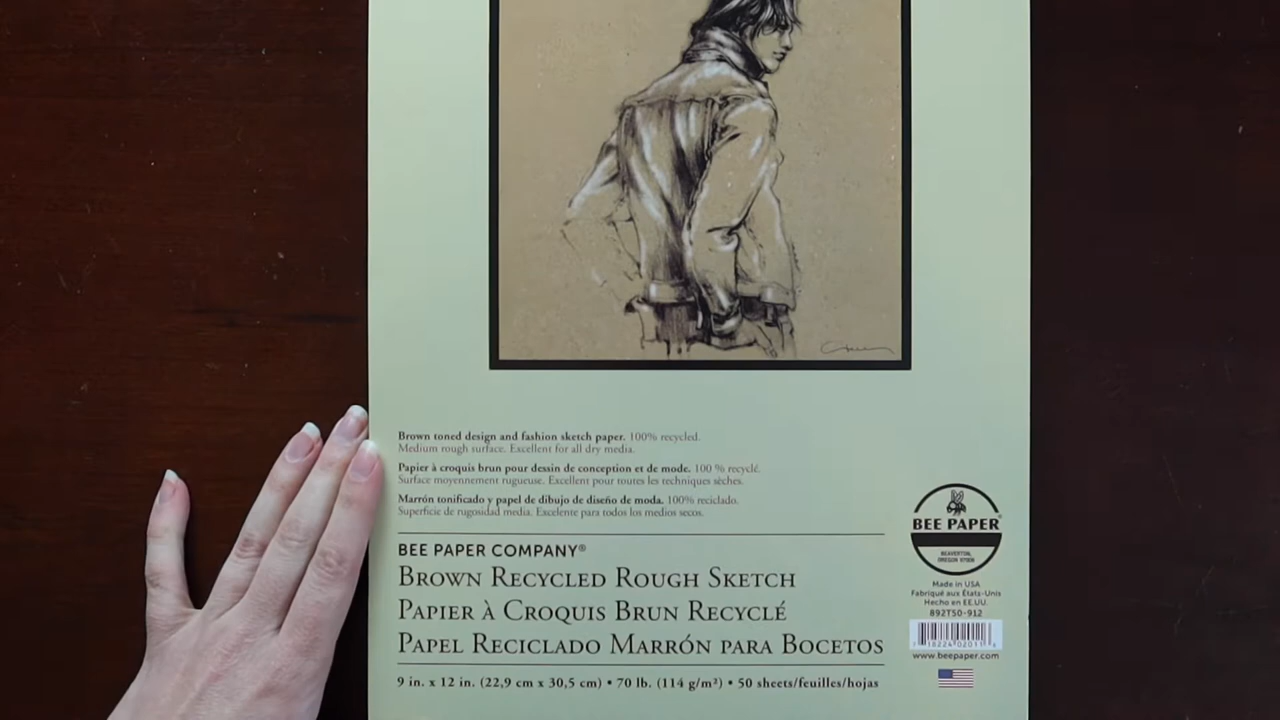 Brown toned design and fashion sketch paper. 100% recycled.
Medium rough surface. Excellent for all dry media.
Papier à croquis brun pour dessin de conception et de mode. 100 % recyclé.
Surface moyennement rugueuse. Excellent pour toutes les techniques sèches.
Marrón tonificado y papel de dibujo de diseño de moda. 100% reciclado.
Superficie de rugosidad media. Excelente para todos los medios secos.
BEE PAPER COMPANY®
BROWN RECYCLED ROUGH SKETCH
PAPIER À CROQUIS BRUN RECYCLÉ
PAPEL RECICLADO MARRÓN PARA BOCETOS
9 in. x 12 in. (22,9 cm x 30,5 cm) • 70 lb. (114 g/m²) • 50 sheets/feuilles/hojas
BEE PAPER®
BEAVERTON,
OREGON
Made in USA
Fabriqué aux États-Unis
Hecho en EE.UU.
892T50-912
www.beepaper.com